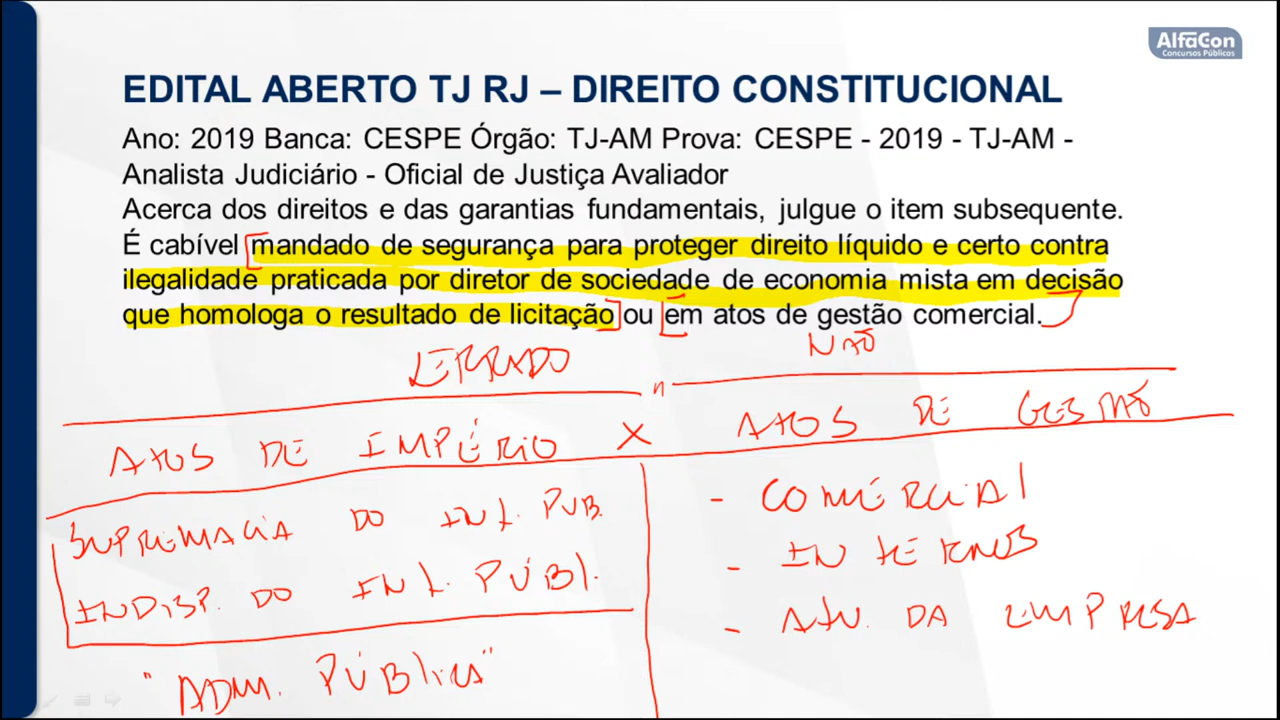 AlfaCon
Concursos Públicos
EDITAL ABERTO TJ RJ – DIREITO CONSTITUCIONAL
Ano: 2019 Banca: CESPE Órgão: TJ-AM Prova: CESPE - 2019 - TJ-AM -
Analista Judiciário - Oficial de Justiça Avaliador
Acerca dos direitos e das garantias fundamentais, julgue o item subsequente.
É cabível [mandado de segurança para proteger direito líquido e certo contra
ilegalidade praticada por diretor de sociedade de economia mista em decisão
que homologa o resultado de licitação] ou [em atos de gestão comercial.]
ERRADO NÃO
ATOS DE IMPÉRIO X ATOS DE GESTÃO
SUPREMACIA DO INT. PUB.
INDISP. DO INT. PÚBL.
"ADM. PÚBLICA"
- COMERCIAL
- INTERNOS
- ATIV. DA EMPRESA